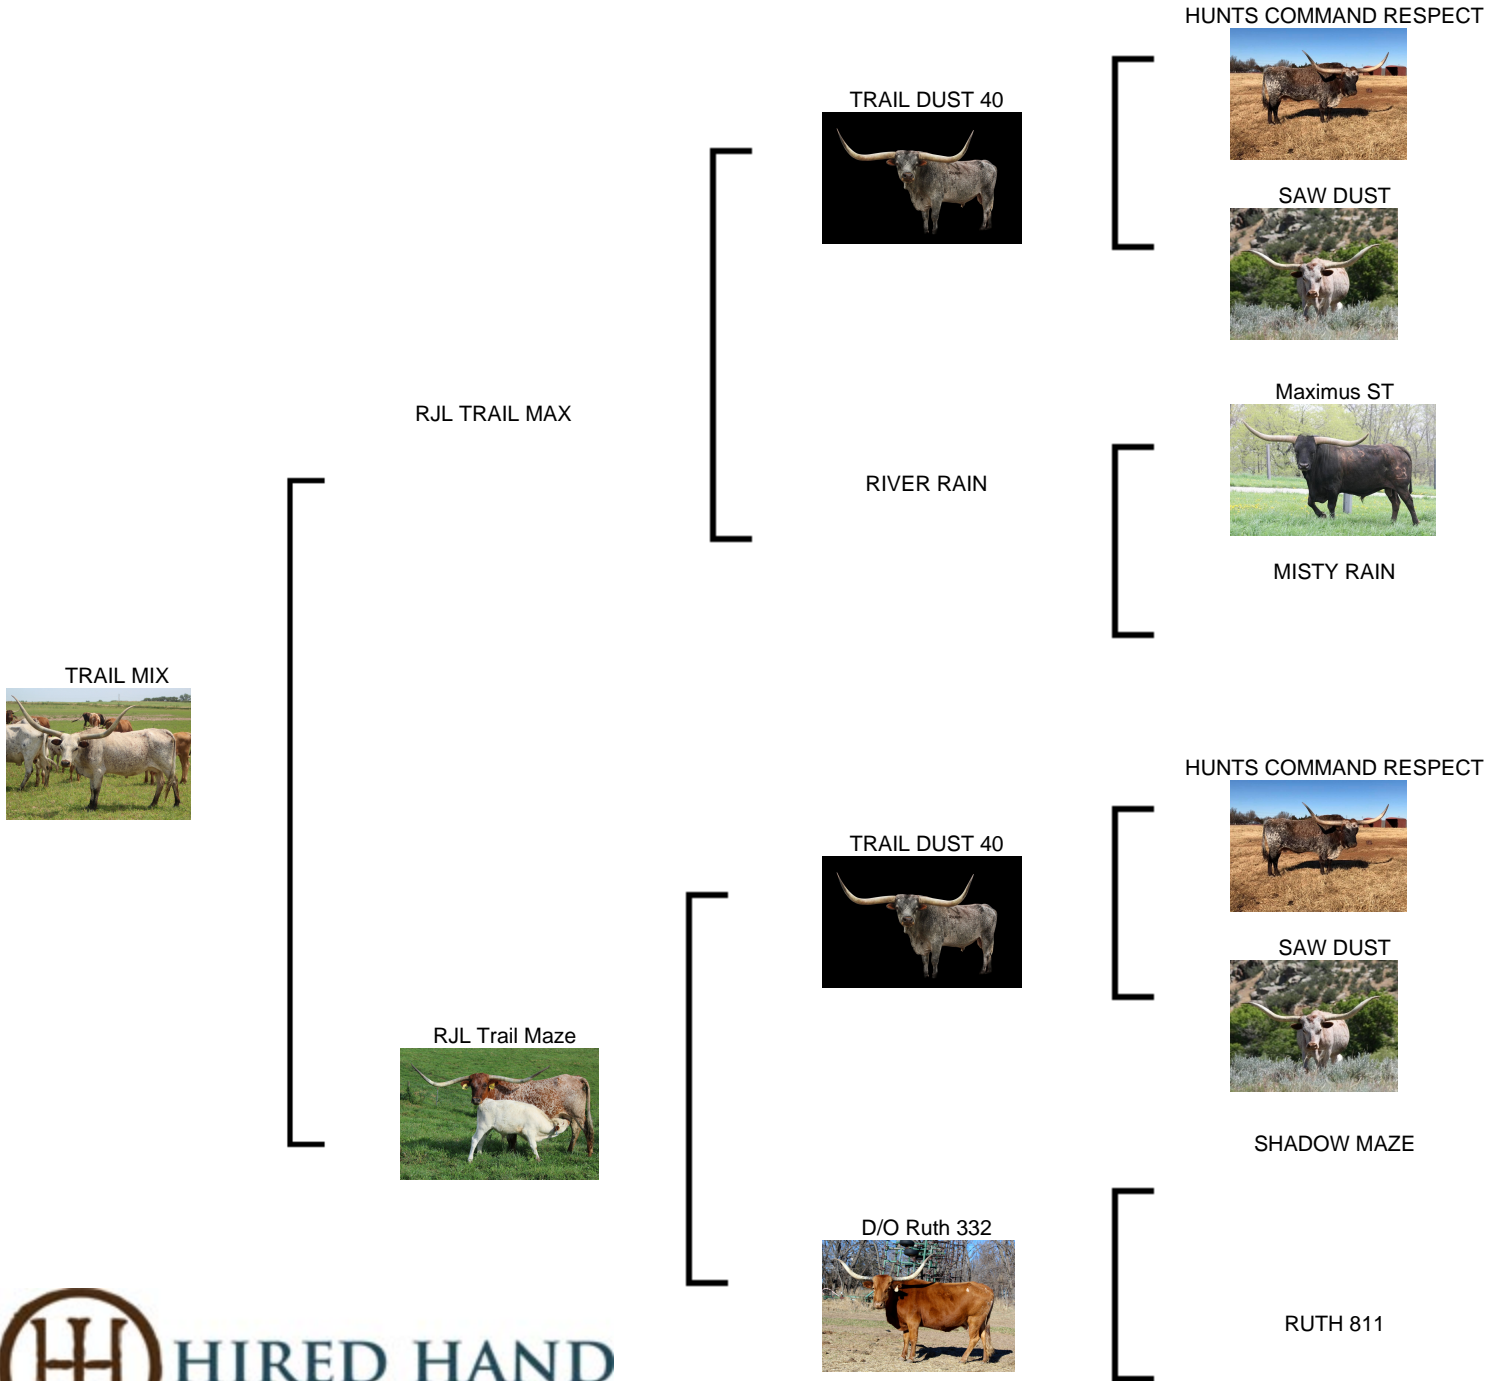 HUNTS COMMAND RESPECT
TRAIL DUST 40
SAW DUST
Maximus ST
RJL TRAIL MAX
RIVER RAIN
MISTY RAIN
TRAIL MIX
HUNTS COMMAND RESPECT
TRAIL DUST 40
SAW DUST
RJL Trail Maze
SHADOW MAZE
D/O Ruth 332
RUTH 811
HIRED HAND